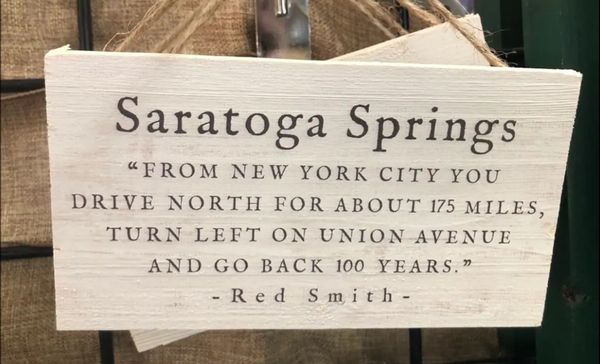 Saratoga Springs
“FROM NEW YORK CITY YOU
DRIVE NORTH FOR ABOUT 175 MILES,
TURN LEFT ON UNION AVENUE
AND GO BACK 100 YEARS.”
- Red Smith -